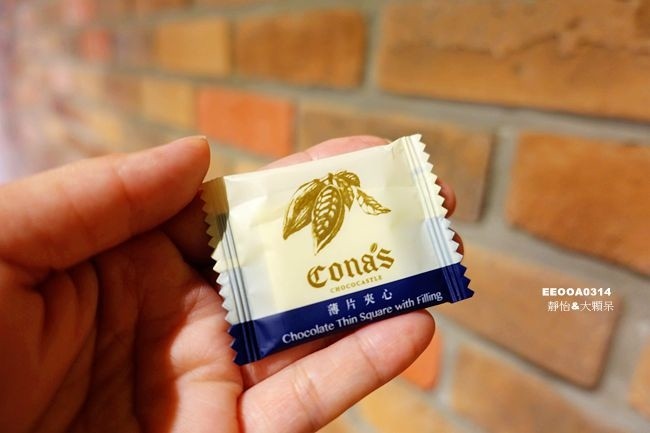 Cona's
CHOCOCASTLE
薄片夾心
Chocolate Thin Square with Filling
EEOOA0314
靜怡&大顆呆